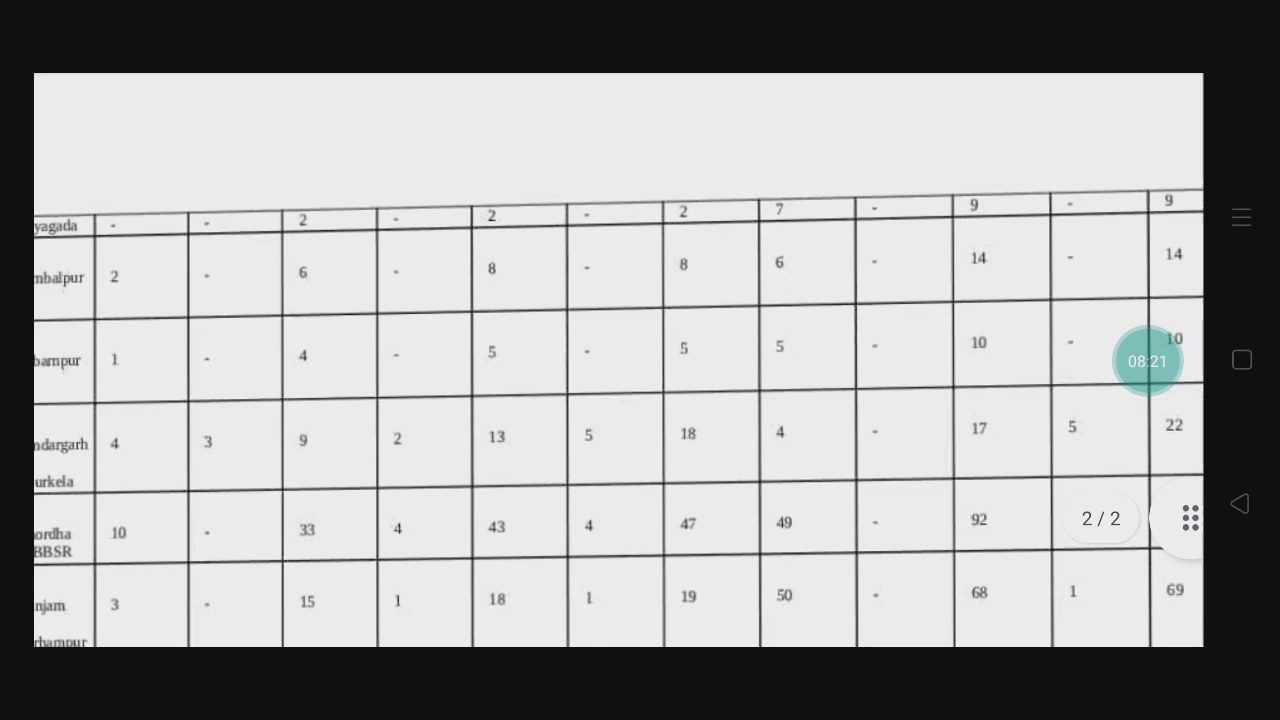 yagada - - 2 - 2 - 2 7 - 9 - 9
mbalpur 2 - 6 - 8 - 8 6 - 14 - 14
barnpur 1 - 4 - 5 - 5 5 - 10 - 10
08:21
ndargarh 4 3 9 2 13 5 18 4 - 17 5 22
urkela
ordha 10 - 33 4 43 4 47 49 - 92
BBSR
2 / 2
njam 3 - 15 1 18 1 19 50 - 68 1 69
rhampur